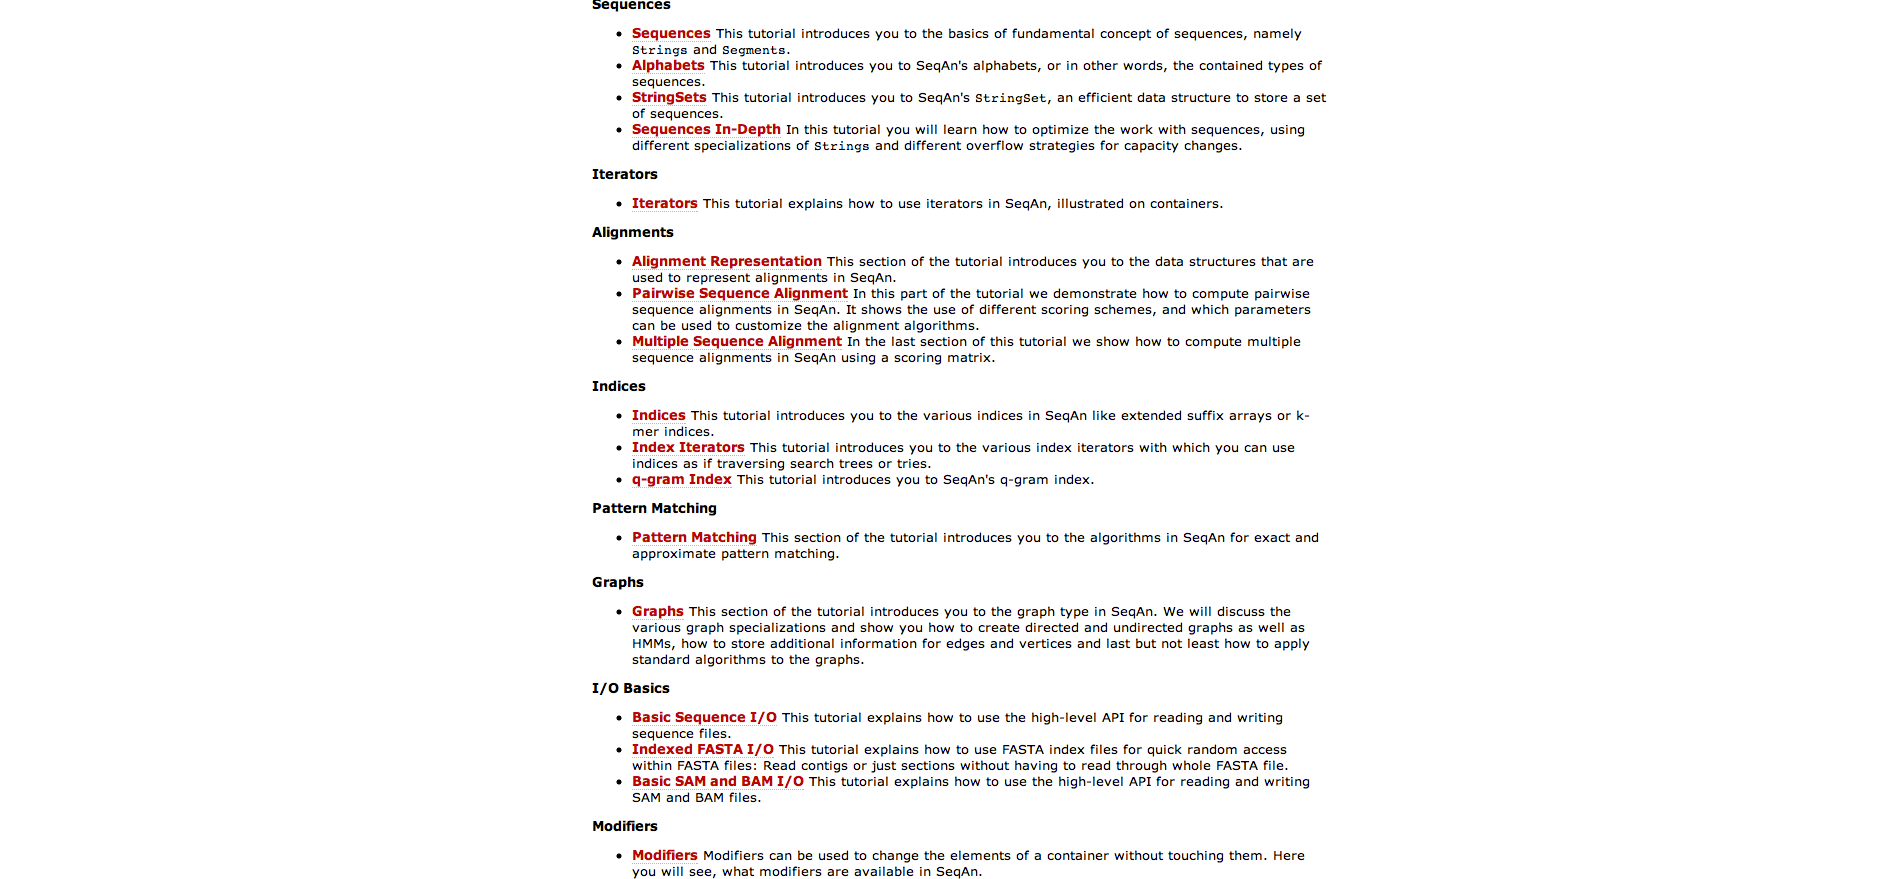 Sequences
Sequences This tutorial introduces you to the basics of fundamental concept of sequences, namely
Strings and Segments.
Alphabets This tutorial introduces you to SeqAn's alphabets, or in other words, the contained types of
sequences.
StringSets This tutorial introduces you to SeqAn's StringSet, an efficient data structure to store a set
of sequences.
Sequences In-Depth In this tutorial you will learn how to optimize the work with sequences, using
different specializations of Strings and different overflow strategies for capacity changes.
Iterators
Iterators This tutorial explains how to use iterators in SeqAn, illustrated on containers.
Alignments
Alignment Representation This section of the tutorial introduces you to the data structures that are
used to represent alignments in SeqAn.
Pairwise Sequence Alignment In this part of the tutorial we demonstrate how to compute pairwise
sequence alignments in SeqAn. It shows the use of different scoring schemes, and which parameters
can be used to customize the alignment algorithms.
Multiple Sequence Alignment In the last section of this tutorial we show how to compute multiple
sequence alignments in SeqAn using a scoring matrix.
Indices
Indices This tutorial introduces you to the various indices in SeqAn like extended suffix arrays or k-
mer indices.
Index Iterators This tutorial introduces you to the various index iterators with which you can use
indices as if traversing search trees or tries.
q-gram Index This tutorial introduces you to SeqAn's q-gram index.
Pattern Matching
Pattern Matching This section of the tutorial introduces you to the algorithms in SeqAn for exact and
approximate pattern matching.
Graphs
Graphs This section of the tutorial introduces you to the graph type in SeqAn. We will discuss the
various graph specializations and show you how to create directed and undirected graphs as well as
HMMs, how to store additional information for edges and vertices and last but not least how to apply
standard algorithms to the graphs.
I/O Basics
Basic Sequence I/O This tutorial explains how to use the high-level API for reading and writing
sequence files.
Indexed FASTA I/O This tutorial explains how to use FASTA index files for quick random access
within FASTA files: Read contigs or just sections without having to read through whole FASTA file.
Basic SAM and BAM I/O This tutorial explains how to use the high-level API for reading and writing
SAM and BAM files.
Modifiers
Modifiers Modifiers can be used to change the elements of a container without touching them. Here
you will see, what modifiers are available in SeqAn.